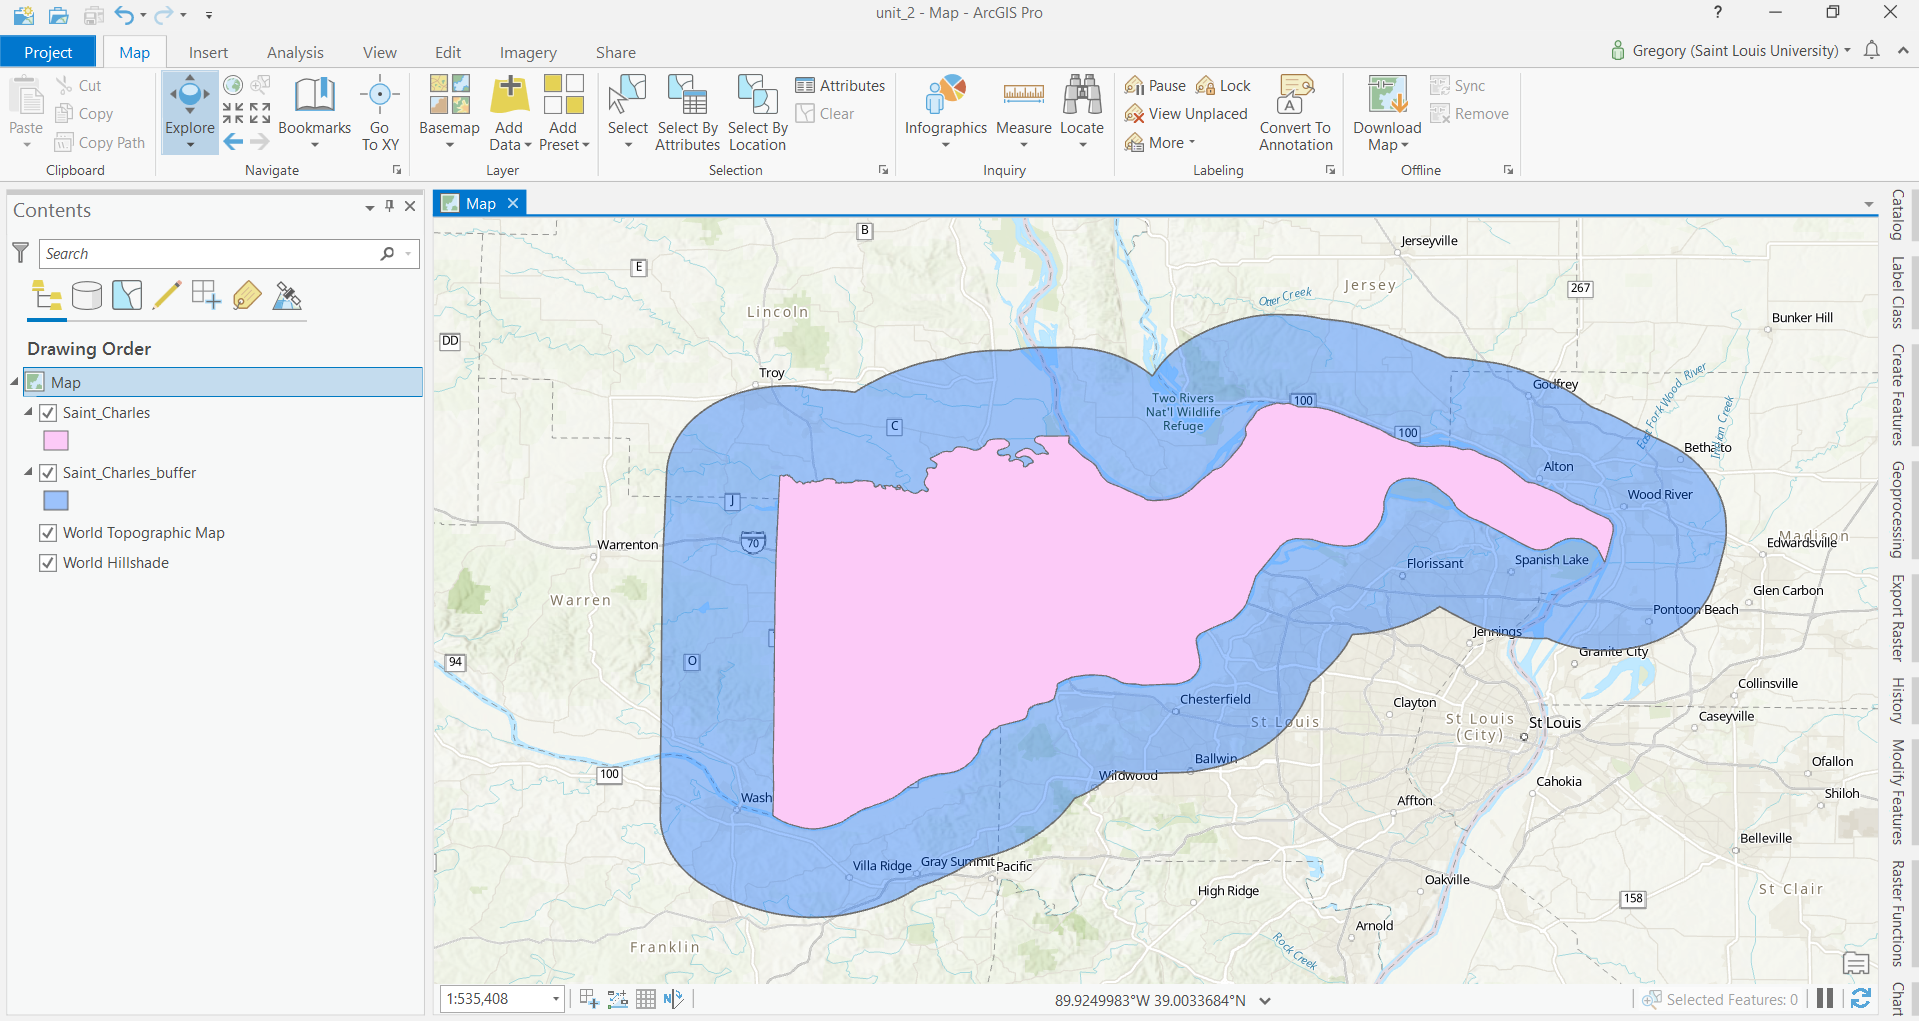 unit_2 - Map - ArcGIS Pro
?
Project
Map
Insert
Analysis
View
Edit
Imagery
Share
Gregory (Saint Louis University)
Paste
Cut
Copy
Copy Path
Clipboard
Explore
Bookmarks
Go
To XY
Navigate
Basemap
Add
Data
Add
Preset
Layer
Select
Select By
Attributes
Select By
Location
Attributes
Clear
Selection
Infographics
Measure
Locate
Inquiry
Pause
Lock
View Unplaced
More
A
Convert To
Annotation
Labeling
Download
Map
Sync
Remove
Offline
Contents
Search
Drawing Order
Map
Saint_Charles
Saint_Charles_buffer
World Topographic Map
World Hillshade
Map
B
E
DD
Lincoln
Troy
C
J
70
Warrenton
Warren
O
94
100
Wash
Villa Ridge
Gray Summit
Pacific
Franklin
Jerseyville
Jersey
Otter Creek
267
Bunker Hill
Two Rivers
Nat'l Wildlife
Refuge
100
100
Godfrey
East Fork Wood River
Indian Creek
Bethalto
Alton
Wood River
Madison
Edwardsville
Florissant
Spanish Lake
Glen Carbon
Pontoon Beach
Jennings
Granite City
Collinsville
Chesterfield
St Louis
Clayton
St Louis
(City)
St Louis
Caseyville
Ballwin
Wildwood
Cahokia
Ofallon
Shiloh
Affton
Belleville
High Ridge
Oakville
St Clair
158
Arnold
Rock Creek
Catalog
Label Class
Create Features
Geoprocessing
Export Raster
History
Modify Features
Raster Functions
Chart
1:535,408
N
89.9249983°W 39.0033684°N
Selected Features: 0